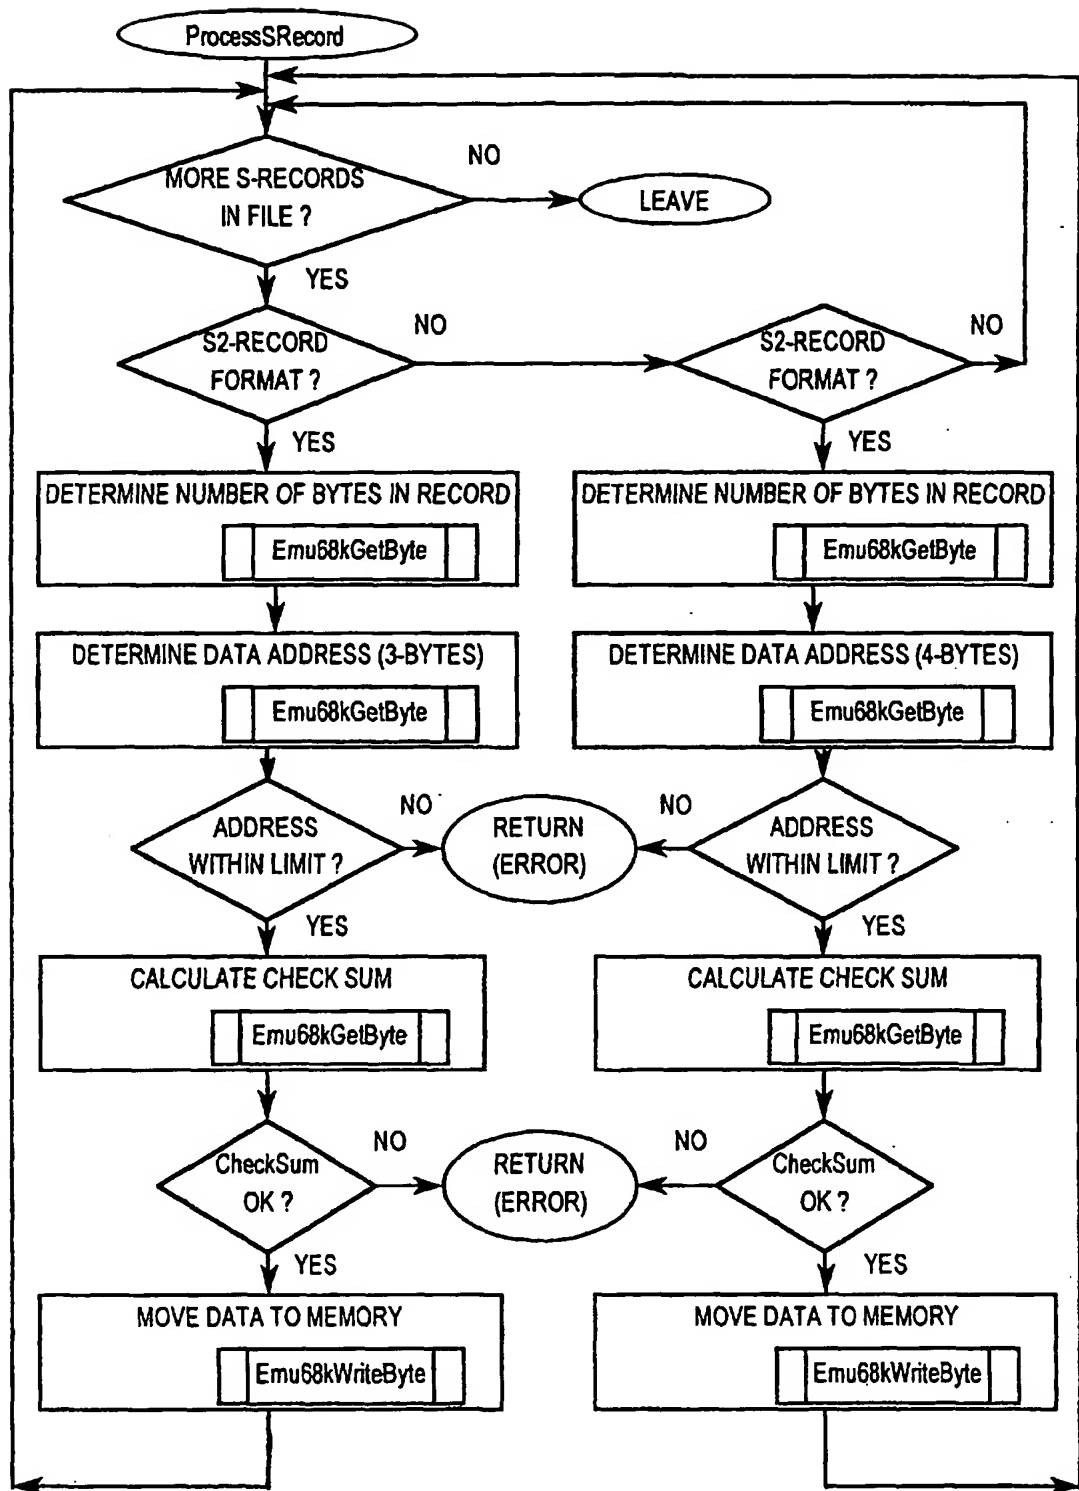 ProcessSRecord
MORE S-RECORDS
IN FILE ?
NO
LEAVE
YES
S2-RECORD
FORMAT ?
NO
S2-RECORD
FORMAT ?
NO
YES
YES
DETERMINE NUMBER OF BYTES IN RECORD
Emu68kGetByte
DETERMINE NUMBER OF BYTES IN RECORD
Emu68kGetByte
DETERMINE DATA ADDRESS (3-BYTES)
Emu68kGetByte
DETERMINE DATA ADDRESS (4-BYTES)
Emu68kGetByte
ADDRESS
WITHIN LIMIT ?
NO
RETURN
(ERROR)
NO
ADDRESS
WITHIN LIMIT ?
YES
YES
CALCULATE CHECK SUM
Emu68kGetByte
CALCULATE CHECK SUM
Emu68kGetByte
CheckSum
OK ?
NO
RETURN
(ERROR)
NO
CheckSum
OK ?
YES
YES
MOVE DATA TO MEMORY
Emu68kWriteByte
MOVE DATA TO MEMORY
Emu68kWriteByte